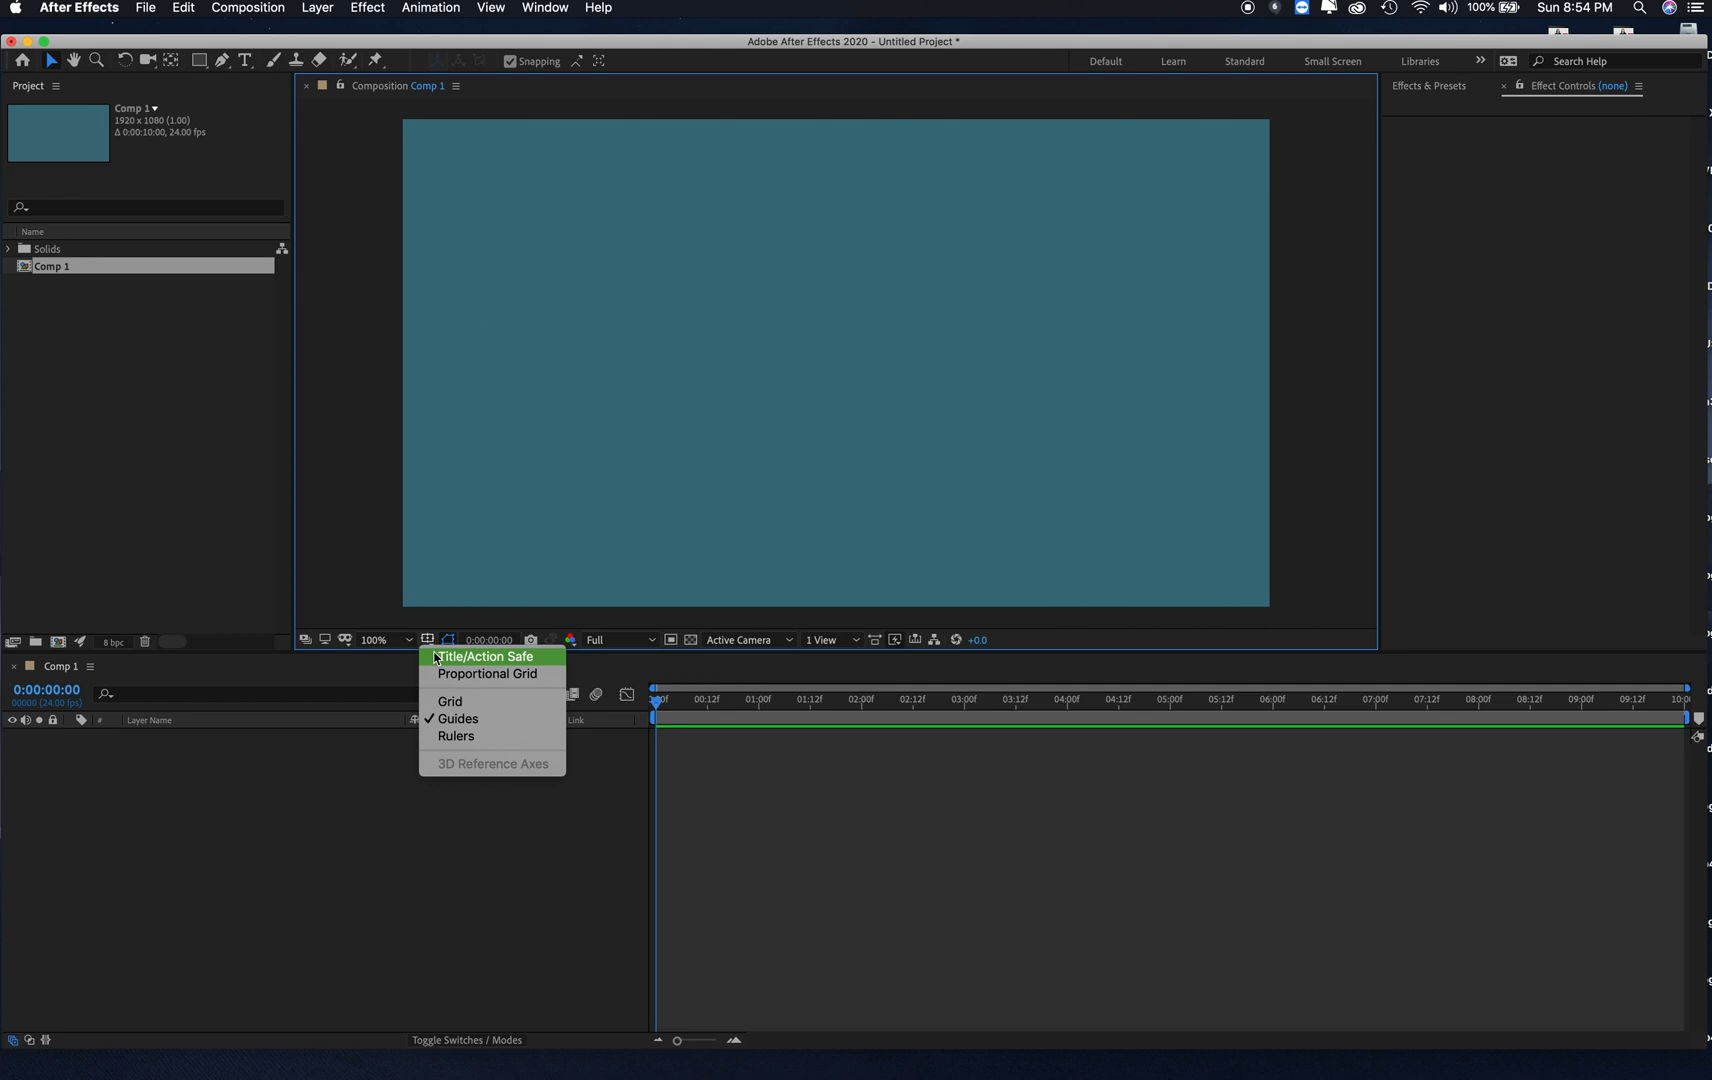 After Effects File Edit Composition Layer Effect Animation View Window Help 6 100% Sun 8:54 PM
Adobe After Effects 2020 - Untitled Project *
Snapping Default Learn Standard Small Screen Libraries Search Help
Project
Composition Comp 1
Effects & Presets Effect Controls (none)
Comp 1
1920 x 1080 (1.00)
Δ 0:00:10:00, 24.00 fps
Name
Solids
Comp 1
8 bpc
100% 0:00:00:00 Full Active Camera 1 View +0.0
Title/Action Safe
Proportional Grid
Grid
✓ Guides
Rulers
3D Reference Axes
Comp 1
0:00:00:00
00000 (24.00 fps)
00:12f 01:00f 01:12f 02:00f 02:12f 03:00f 03:12f 04:00f 04:12f 05:00f 05:12f 06:00f 06:12f 07:00f 07:12f 08:00f 08:12f 09:00f 09:12f
# Layer Name Link
Toggle Switches / Modes